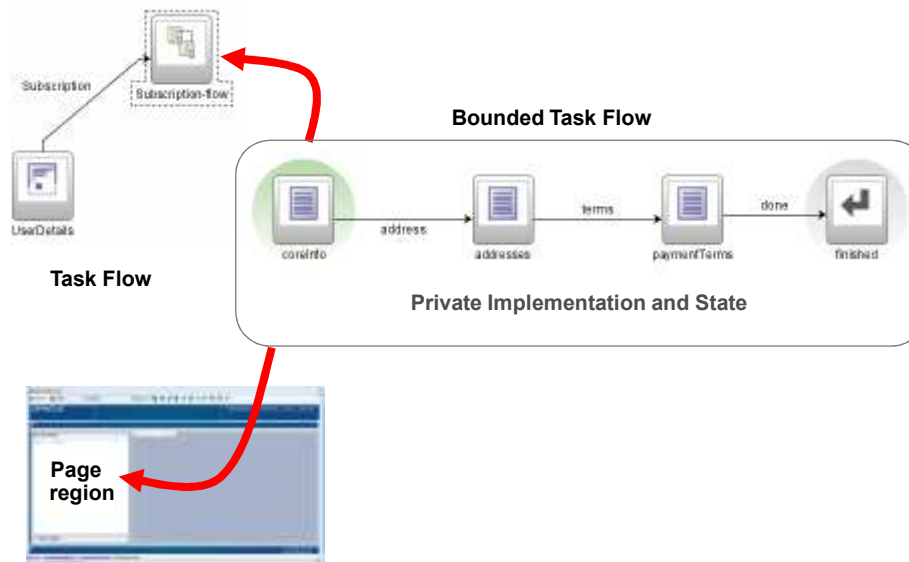 Subscription
Subscription-flow
UserDetails
Task Flow
Bounded Task Flow
address
terms
done
coreInfo
addresses
paymentTerms
finished
Private Implementation and State
Page
region